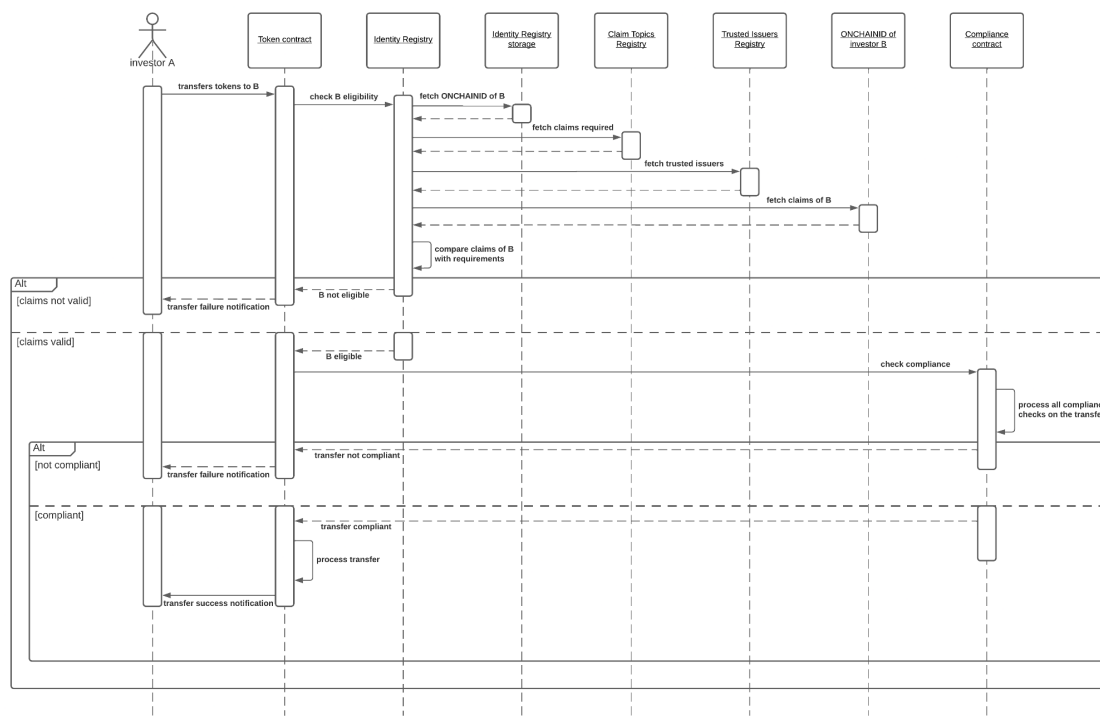 investor A
Token contract
Identity Registry
Identity Registry
storage
Claim Topics
Registry
Trusted Issuers
Registry
ONCHAINID of
investor B
Compliance
contract
transfers tokens to B
check B eligibility
fetch ONCHAINID of B
fetch claims required
fetch trusted issuers
fetch claims of B
compare claims of B
with requirements
Alt
[claims not valid]
B not eligible
transfer failure notification
[claims valid]
B eligible
check compliance
process all complianc
checks on the transfe
Alt
[not compliant]
transfer not compliant
transfer failure notification
[compliant]
transfer compliant
process transfer
transfer success notification